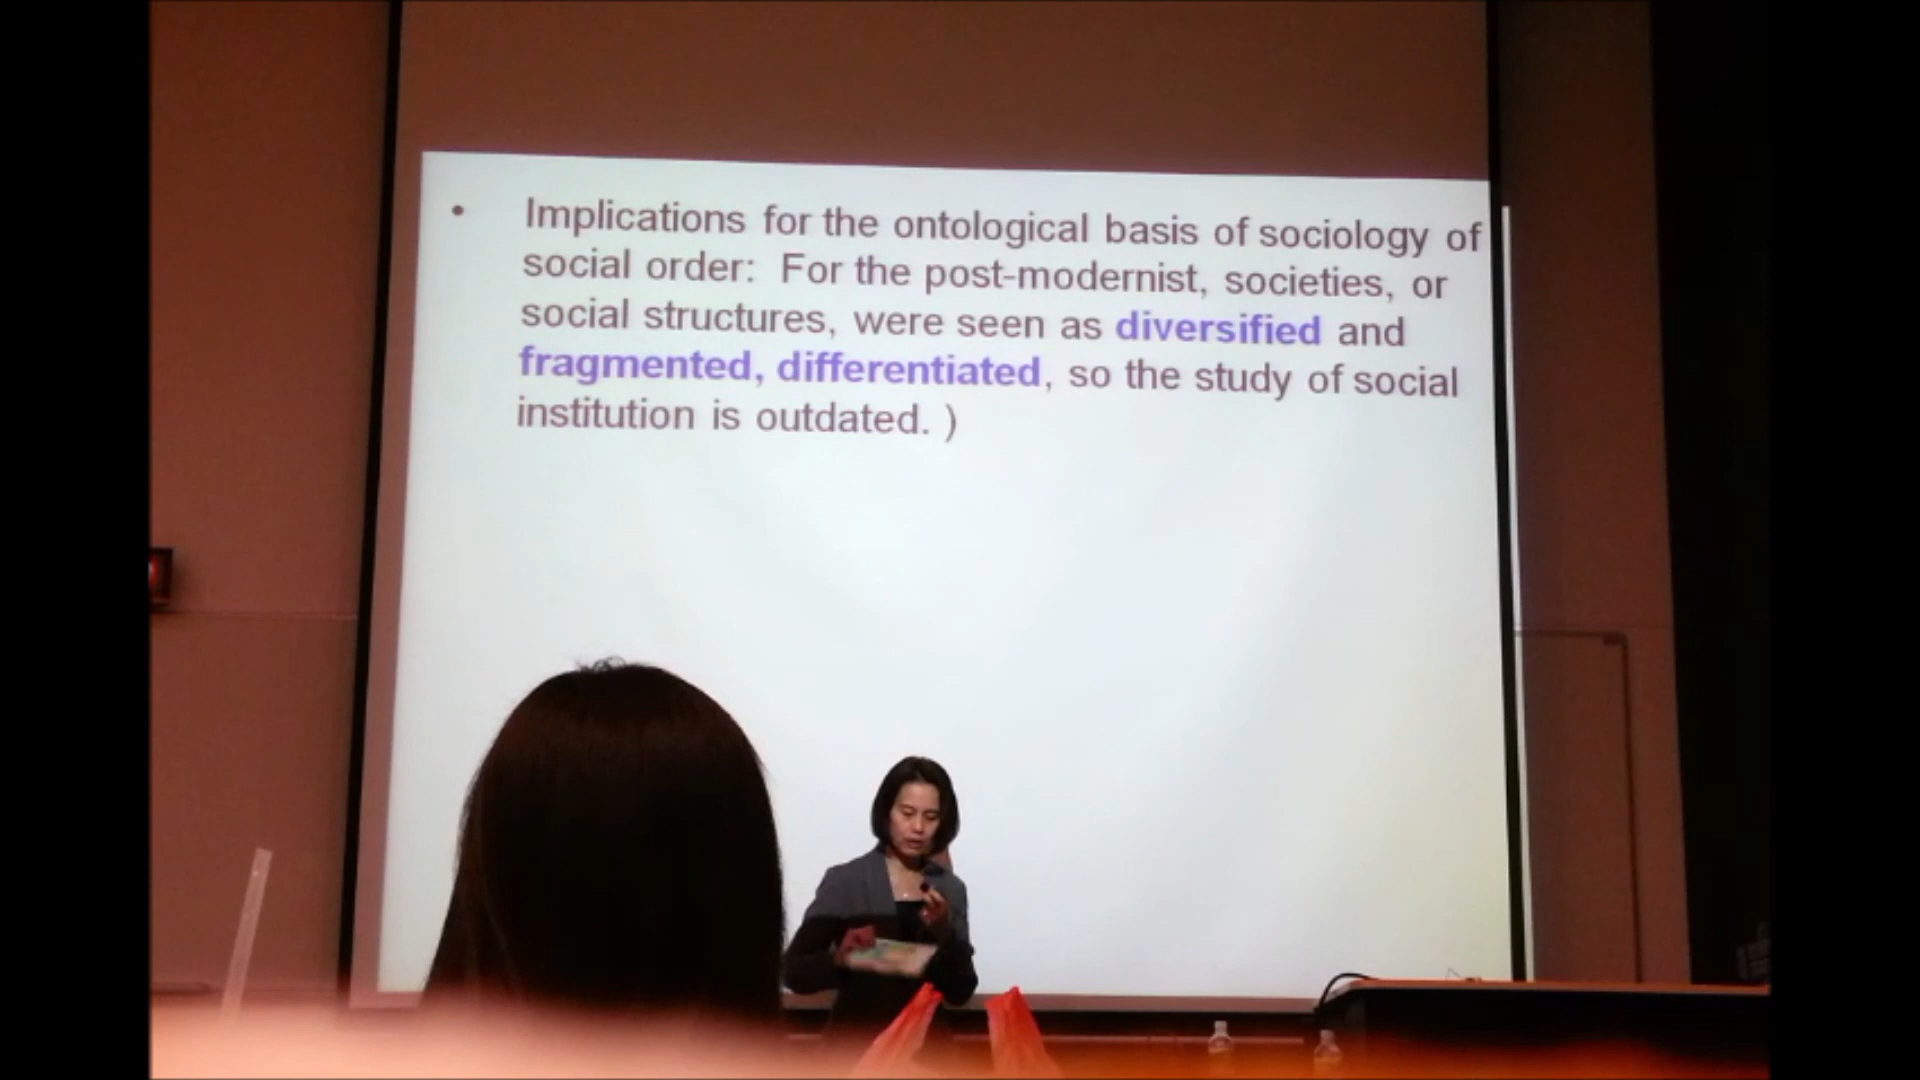 • Implications for the ontological basis of sociology of
social order: For the post-modernist, societies, or
social structures, were seen as diversified and
fragmented, differentiated, so the study of social
institution is outdated. )